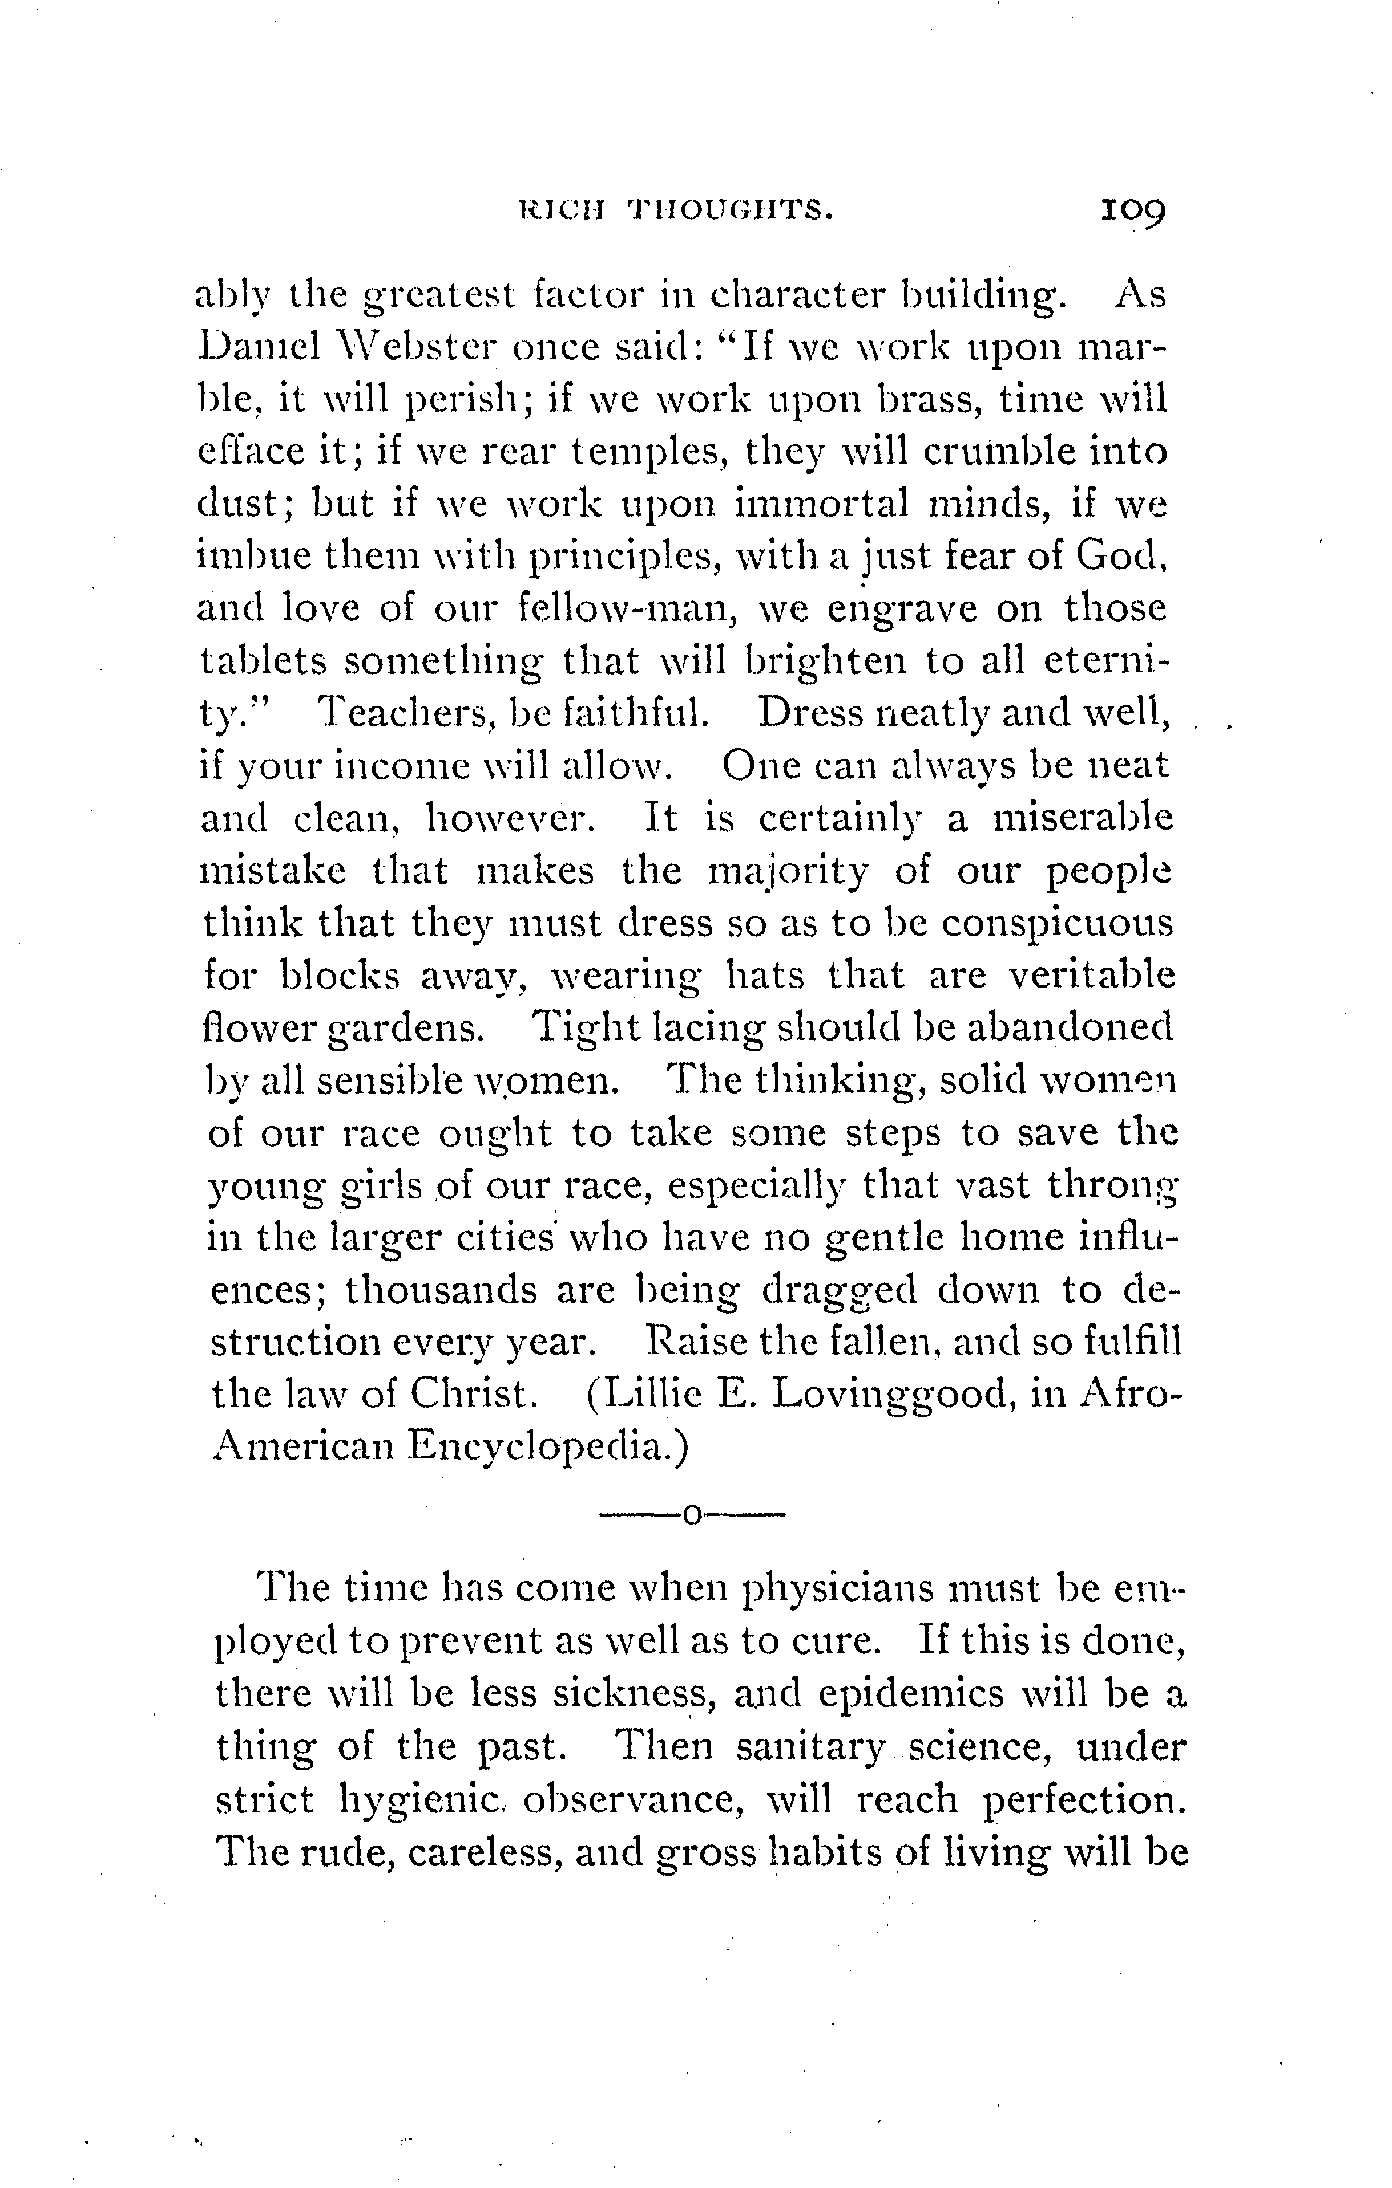 RICH THOUGHTS. 109
ably the greatest factor in character building. As
Daniel Webster once said: "If we work upon mar-
ble, it will perish; if we work upon brass, time will
efface it; if we rear temples, they will crumble into
dust; but if we work upon immortal minds, if we
imbue them with principles, with a just fear of God,
and love of our fellow-man, we engrave on those
tablets something that will brighten to all eterni-
ty." Teachers, be faithful. Dress neatly and well,
if your income will allow. One can always be neat
and clean, however. It is certainly a miserable
mistake that makes the majority of our people
think that they must dress so as to be conspicuous
for blocks away, wearing hats that are veritable
flower gardens. Tight lacing should be abandoned
by all sensible women. The thinking, solid women
of our race ought to take some steps to save the
young girls of our race, especially that vast throng
in the larger cities who have no gentle home influ-
ences; thousands are being dragged down to de-
struction every year. Raise the fallen, and so fulfill
the law of Christ. (Lillie E. Lovinggood, in Afro-
American Encyclopedia.)
——o——
The time has come when physicians must be em-
ployed to prevent as well as to cure. If this is done,
there will be less sickness, and epidemics will be a
thing of the past. Then sanitary science, under
strict hygienic observance, will reach perfection.
The rude, careless, and gross habits of living will be